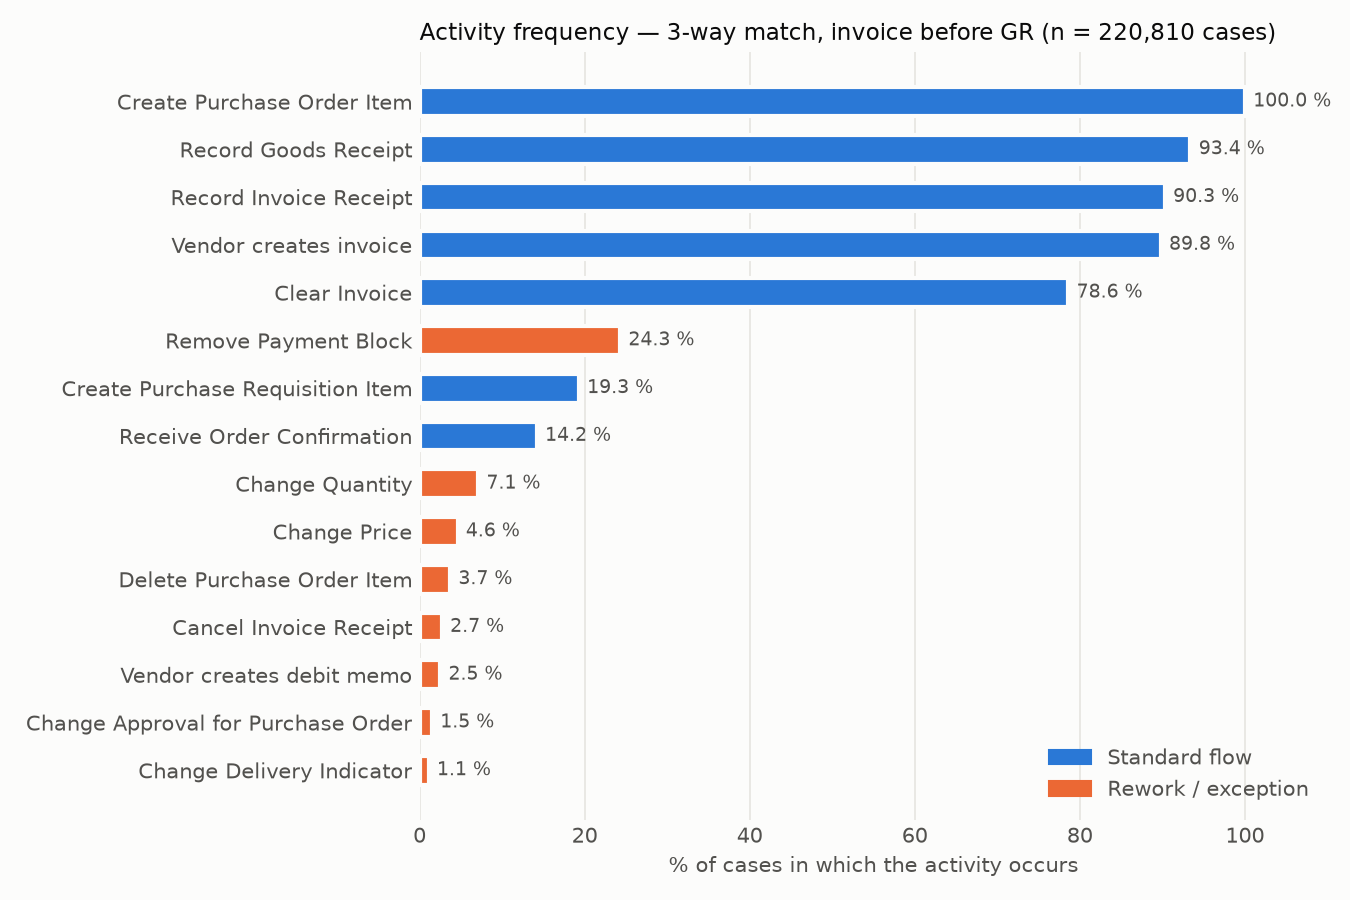 Activity frequency — 3-way match, invoice before GR (n = 220,810 cases)
Create Purchase Order Item 100.0 %
Record Goods Receipt 93.4 %
Record Invoice Receipt 90.3 %
Vendor creates invoice 89.8 %
Clear Invoice 78.6 %
Remove Payment Block 24.3 %
Create Purchase Requisition Item 19.3 %
Receive Order Confirmation 14.2 %
Change Quantity 7.1 %
Change Price 4.6 %
Delete Purchase Order Item 3.7 %
Cancel Invoice Receipt 2.7 %
Vendor creates debit memo 2.5 %
Change Approval for Purchase Order 1.5 %
Change Delivery Indicator 1.1 %
Standard flow
Rework / exception
0 20 40 60 80 100
% of cases in which the activity occurs